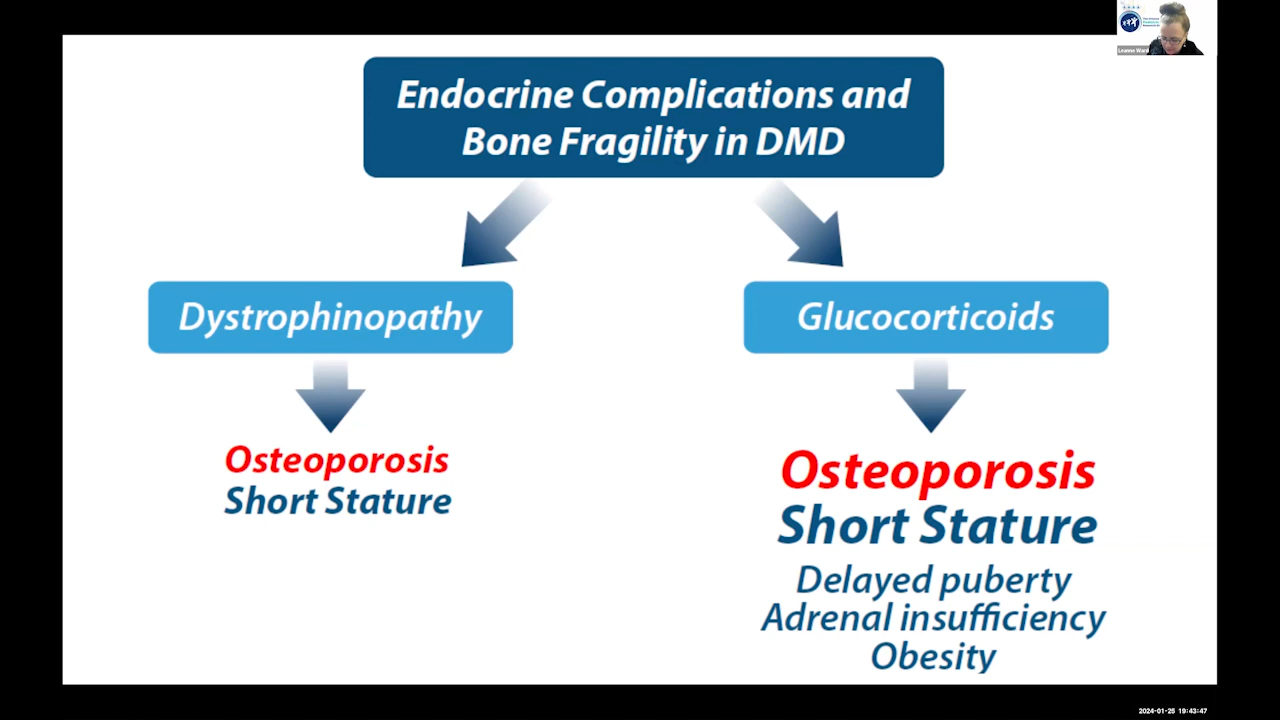 Endocrine Complications and
Bone Fragility in DMD
Dystrophinopathy
Glucocorticoids
Osteoporosis
Short Stature
Osteoporosis
Short Stature
Delayed puberty
Adrenal insufficiency
Obesity
Leanne Ward
2024-01-25 19:43:47